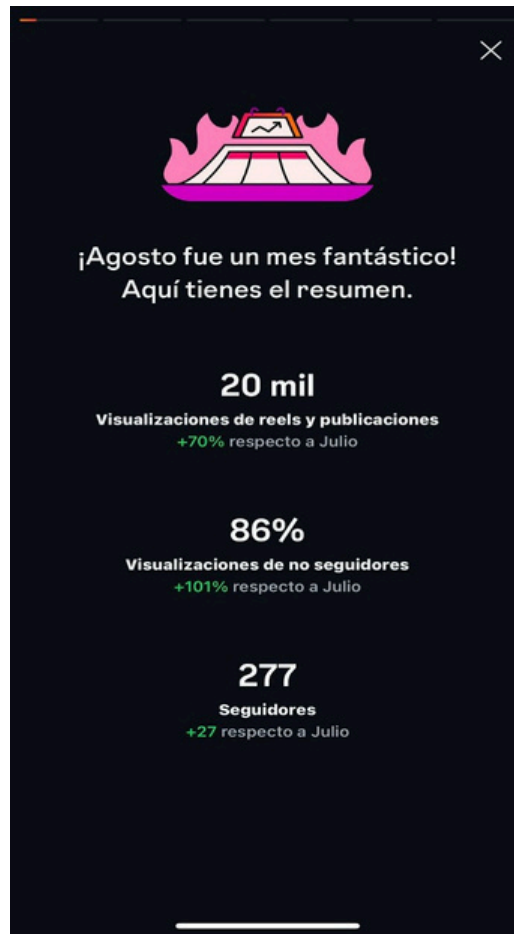 ¡Agosto fue un mes fantástico!
Aquí tienes el resumen.
20 mil
Visualizaciones de reels y publicaciones
+70% respecto a Julio
86%
Visualizaciones de no seguidores
+101% respecto a Julio
277
Seguidores
+27 respecto a Julio